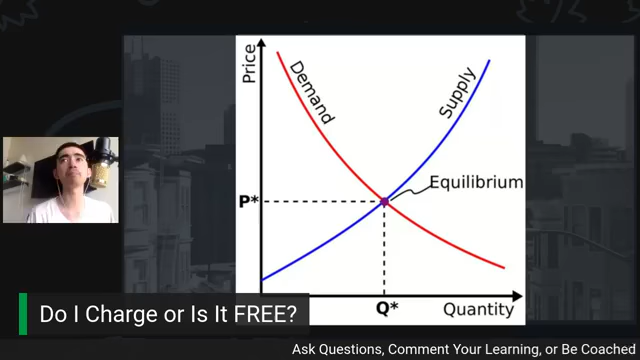 Price
Demand
Supply
Equilibrium
P*
Q*
Quantity
Do I Charge or Is It FREE?
Ask Questions, Comment Your Learning, or Be Coached